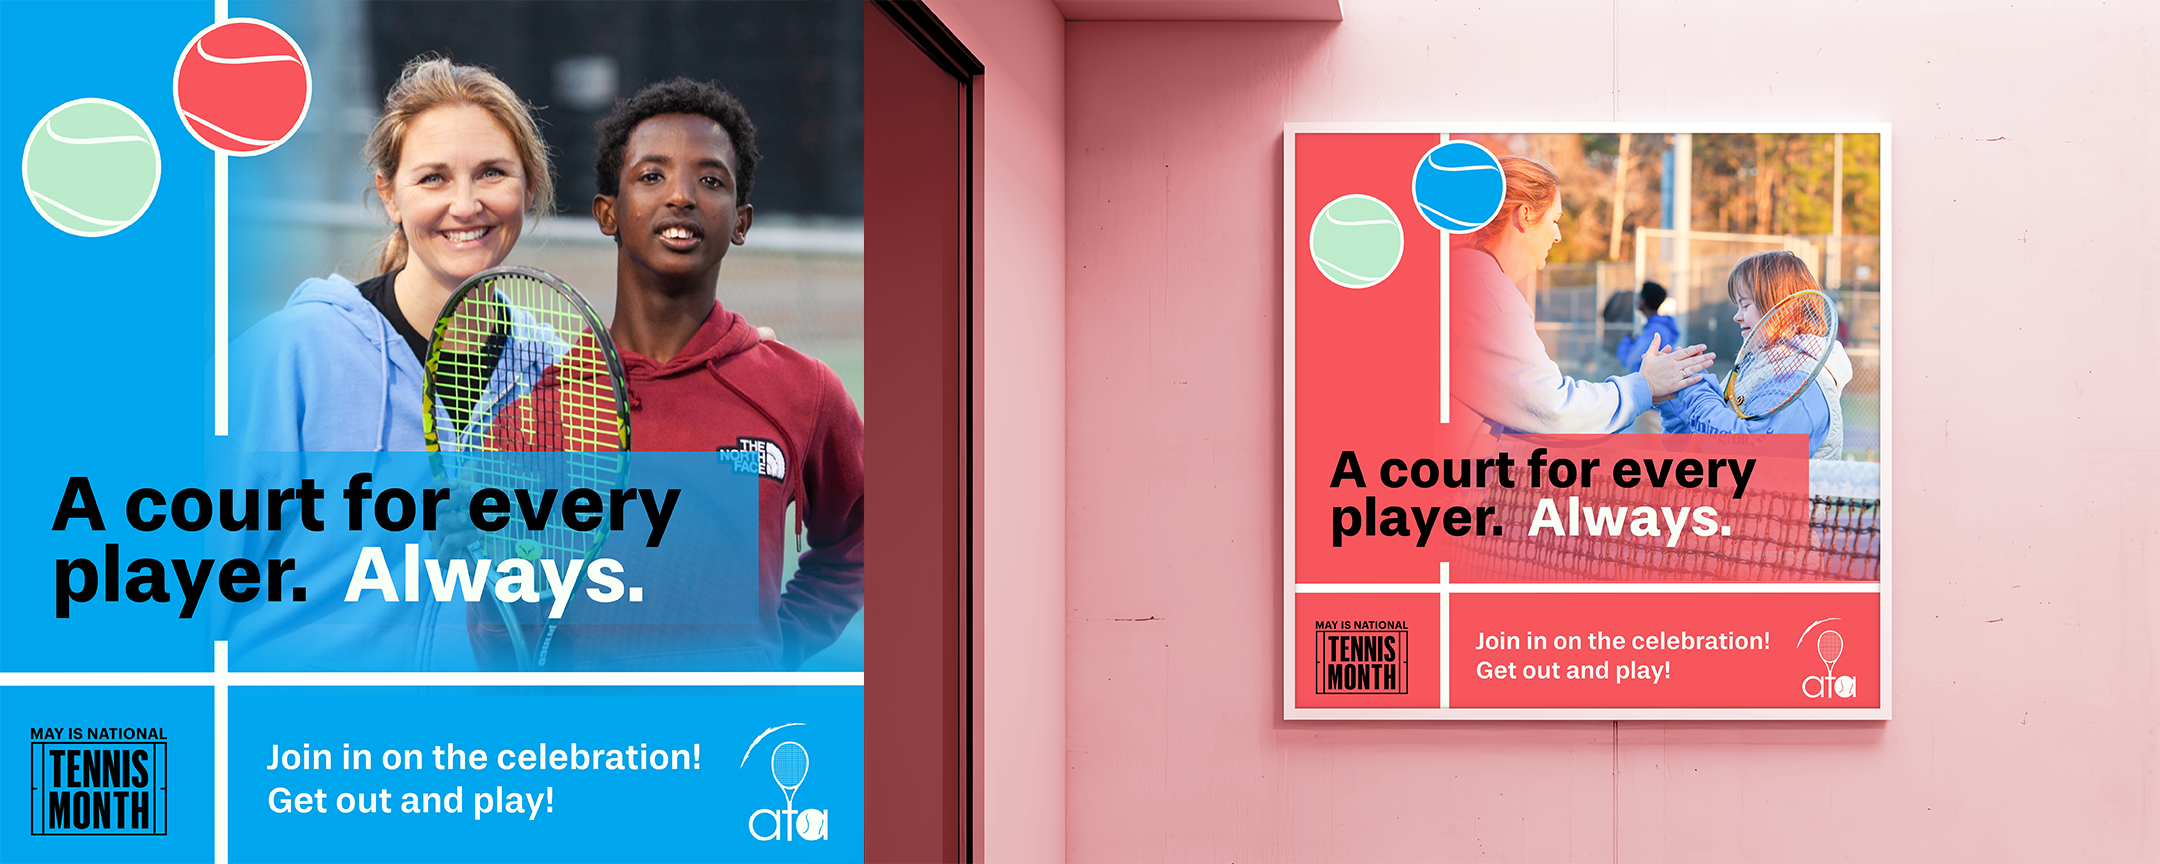 THE
NORTH
FACE
A court for every
player. Always.
MAY IS NATIONAL
TENNIS
MONTH
Join in on the celebration!
Get out and play!
ata
A court for every
player. Always.
MAY IS NATIONAL
TENNIS
MONTH
Join in on the celebration!
Get out and play!
ata